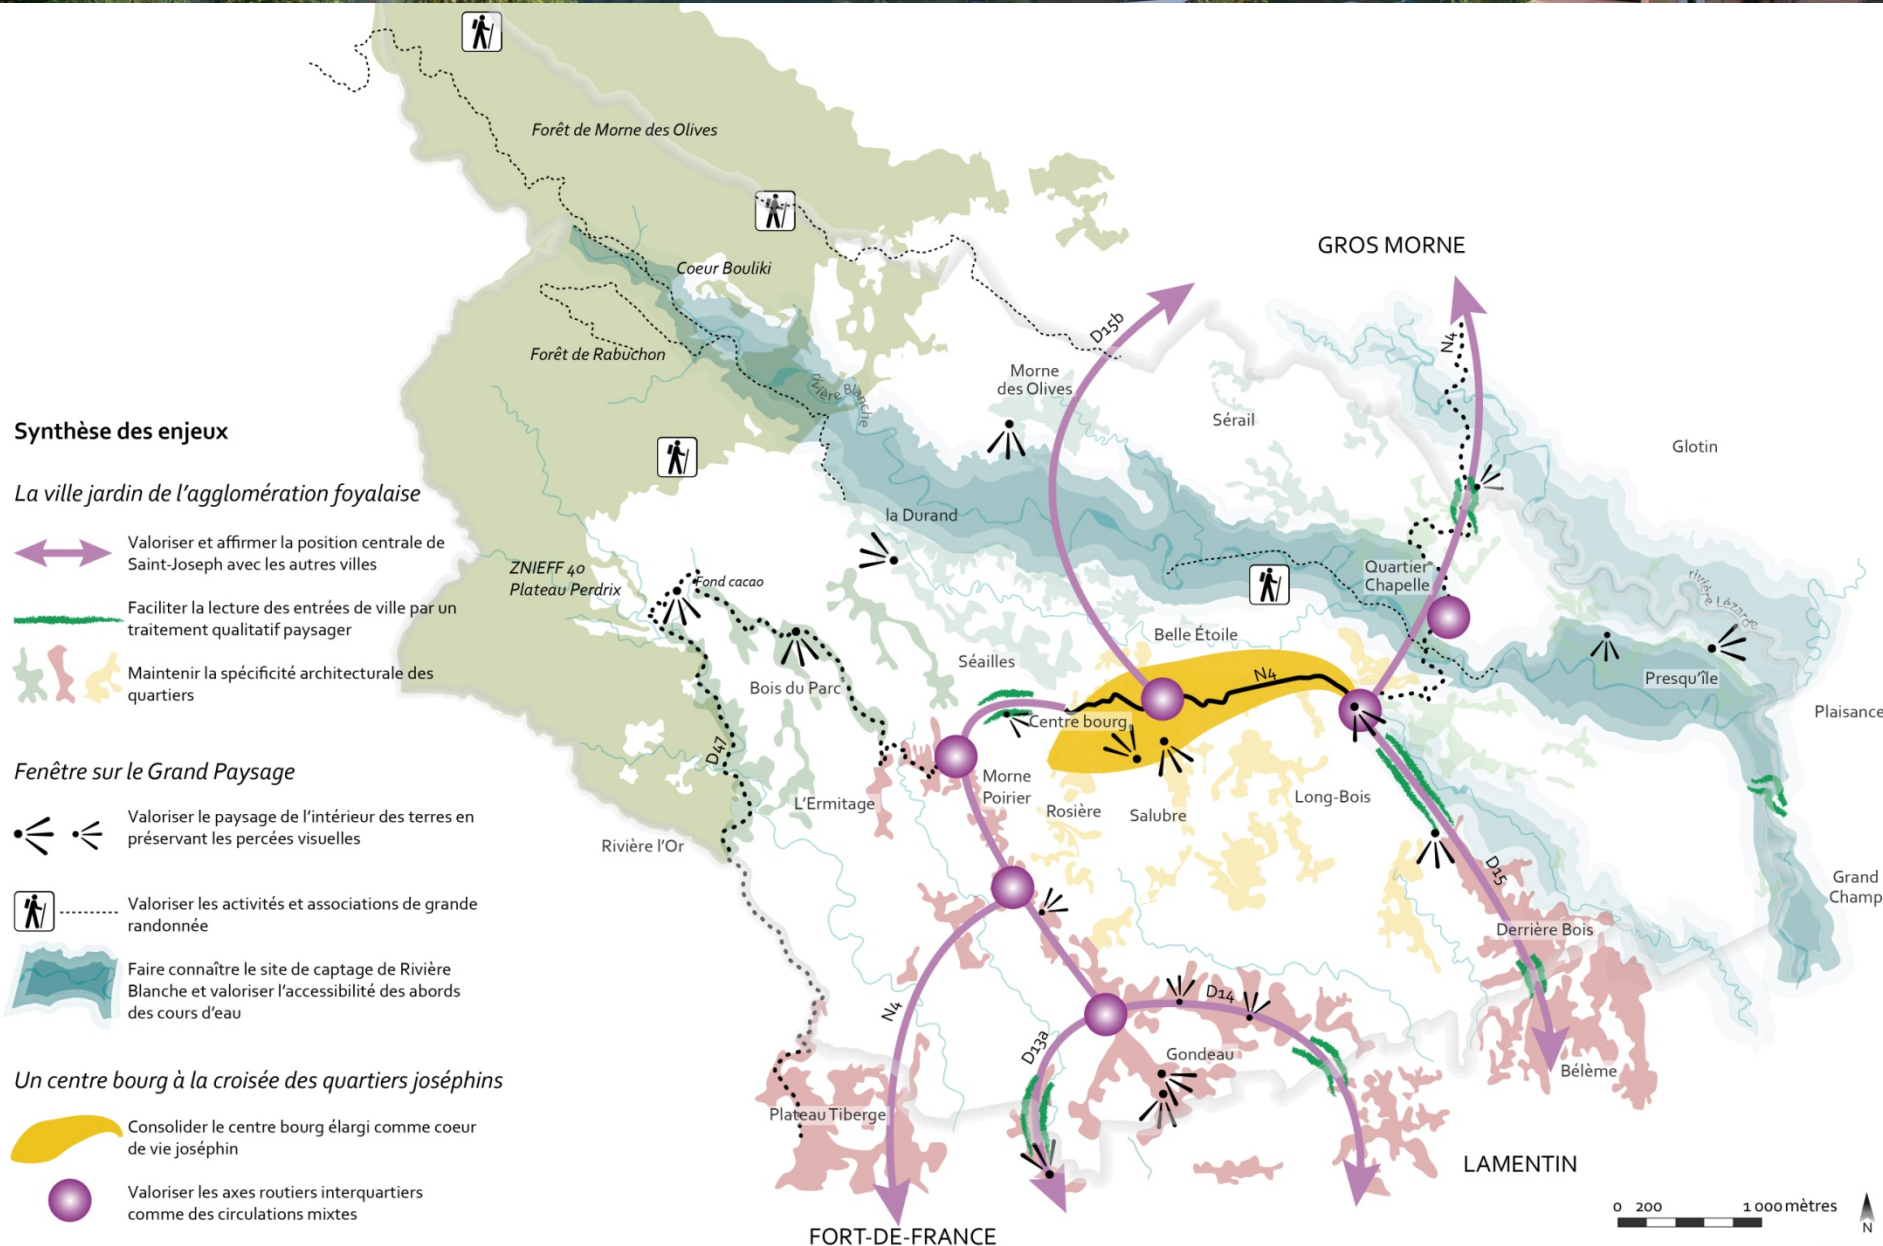 Forêt de Morne des Olives
Coeur Bouliki
Forêt de Rabuchon
GROS MORNE
D15b
N4
Morne
des Olives
Sérail
Glotin
rivière Blanche
la Durand
Quartier
Chapelle
rivière Lézarde
ZNIEFF 40
Plateau Perdrix
Fond cacao
Belle Étoile
Séailles
N4
Presqu'île
Bois du Parc
Centre bourg
Plaisance
D47
Morne
Poirier
L'Ermitage
Rosière
Salubre
Long-Bois
Rivière l'Or
D15
Grand
Champ
Derrière Bois
N4
D14
D13a
Gondeau
Bélème
Plateau Tiberge
LAMENTIN
FORT-DE-FRANCE
0 200 1 000 mètres
N
Synthèse des enjeux
La ville jardin de l'agglomération foyalaise
Valoriser et affirmer la position centrale de
Saint-Joseph avec les autres villes
Faciliter la lecture des entrées de ville par un
traitement qualitatif paysager
Maintenir la spécificité architecturale des
quartiers
Fenêtre sur le Grand Paysage
Valoriser le paysage de l'intérieur des terres en
préservant les percées visuelles
Valoriser les activités et associations de grande
randonnée
Faire connaître le site de captage de Rivière
Blanche et valoriser l'accessibilité des abords
des cours d'eau
Un centre bourg à la croisée des quartiers joséphins
Consolider le centre bourg élargi comme coeur
de vie joséphin
Valoriser les axes routiers interquartiers
comme des circulations mixtes